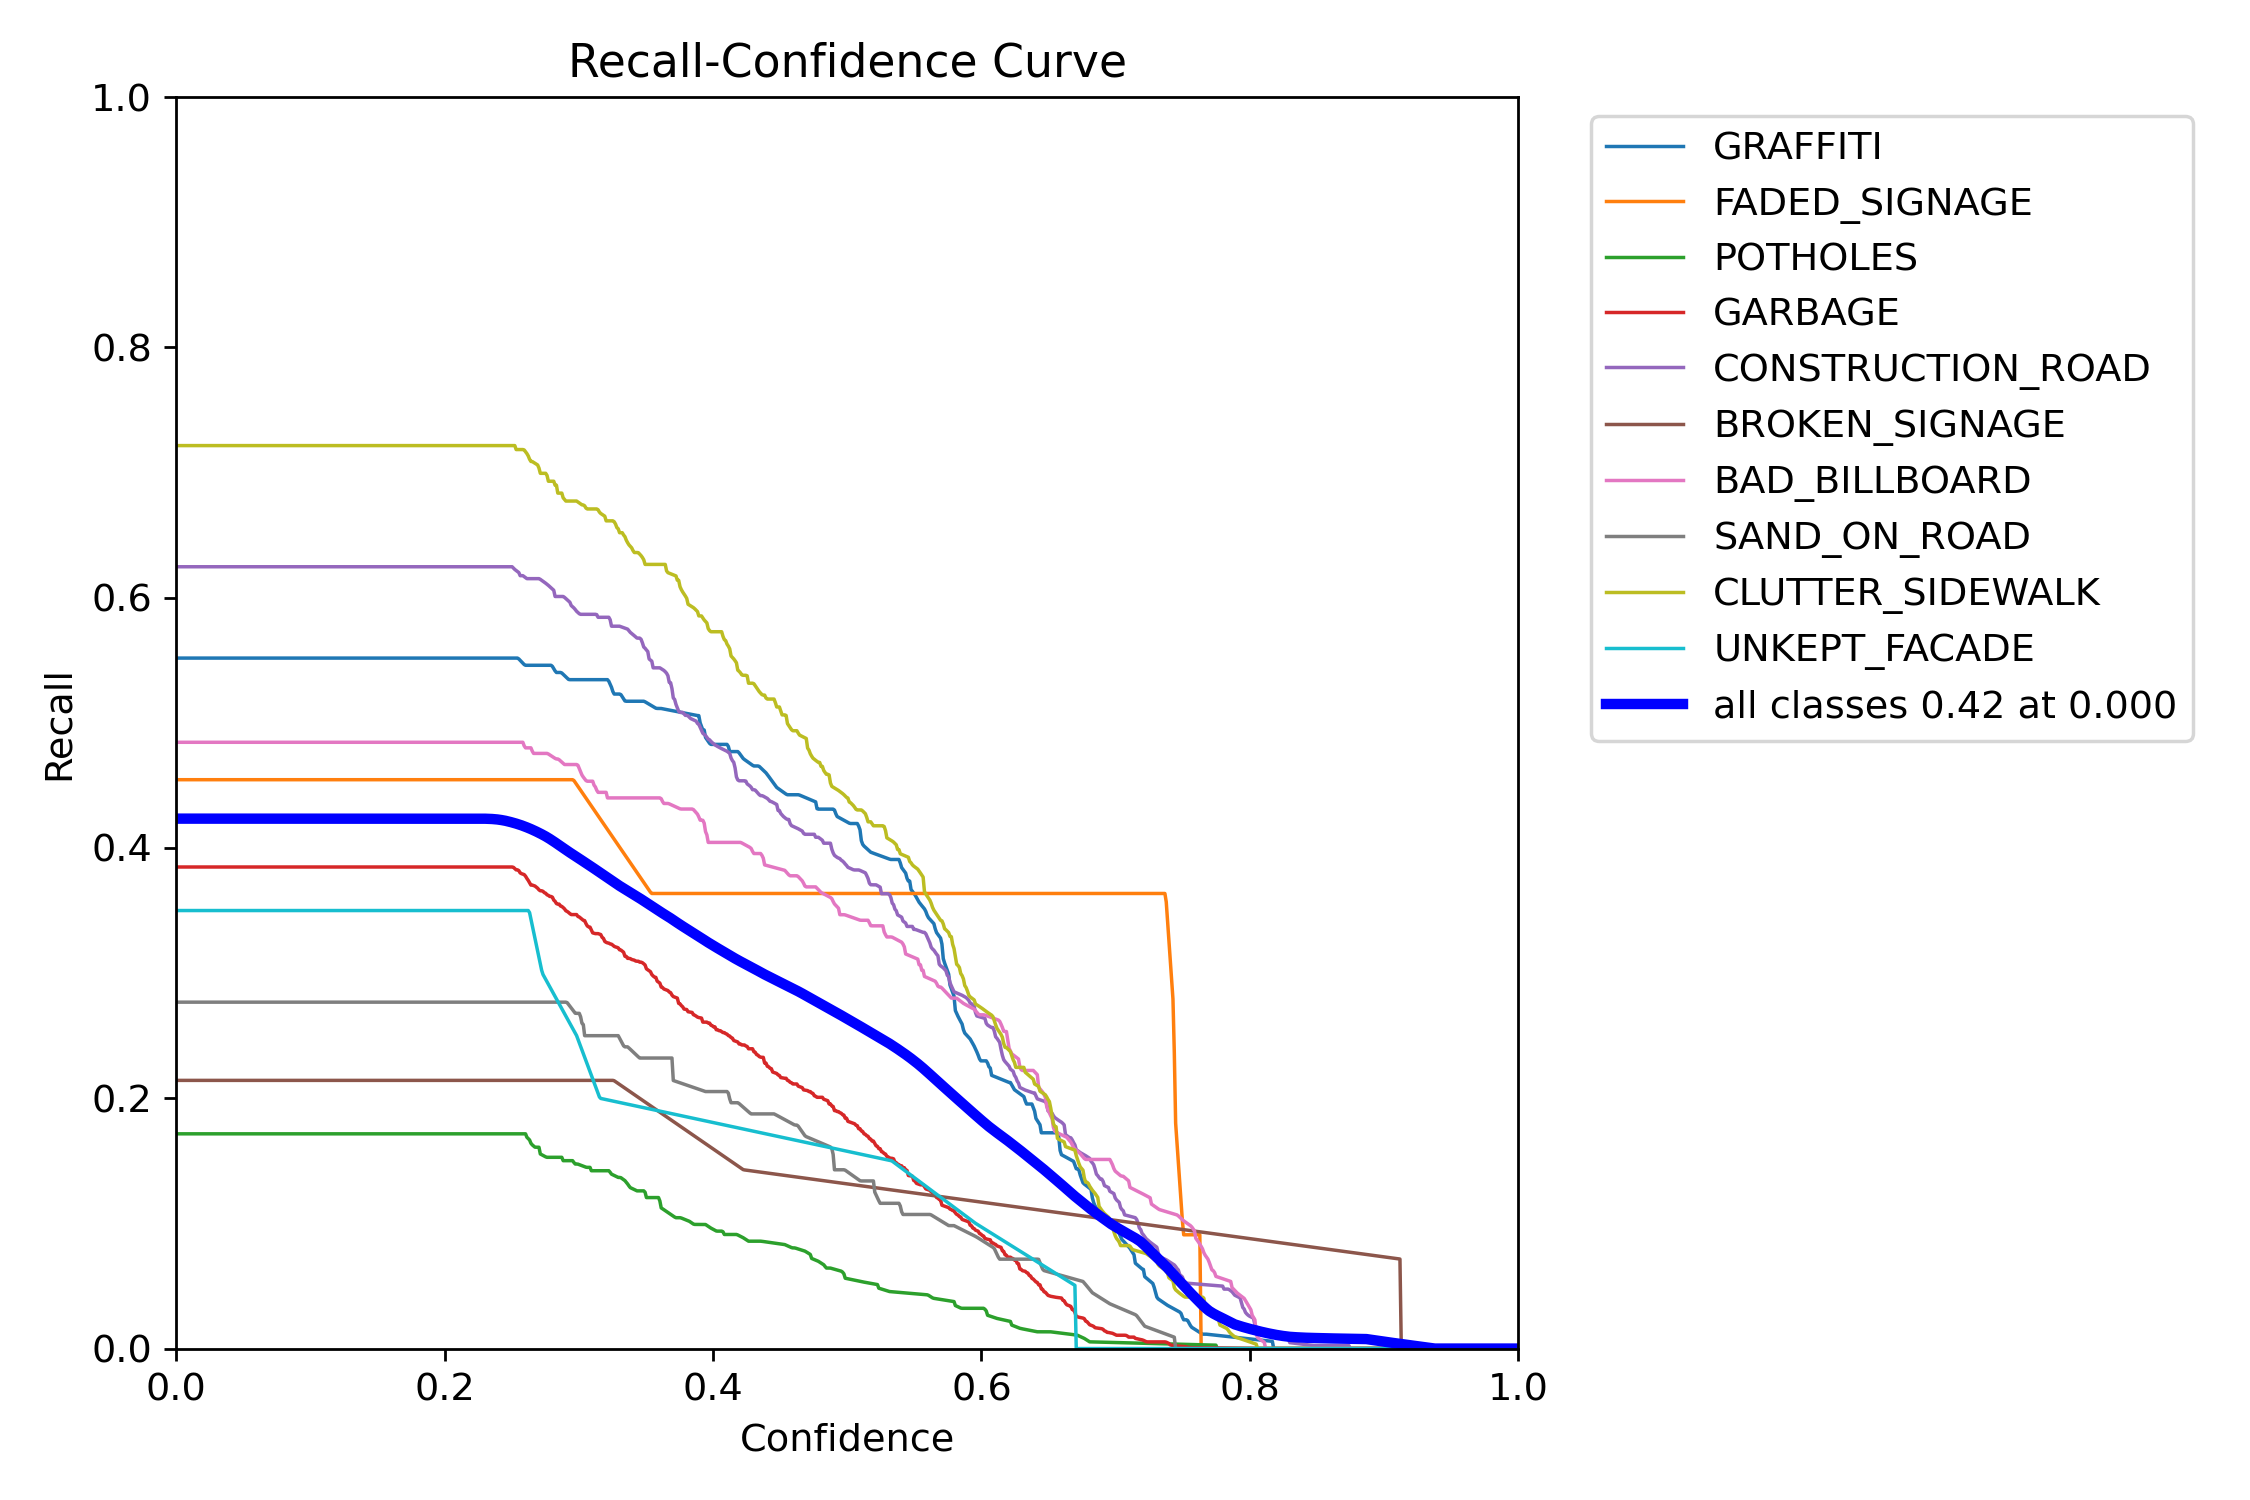 Recall-Confidence Curve
1.0
0.8
0.6
0.4
0.2
0.0
Recall
0.0 0.2 0.4 0.6 0.8 1.0
Confidence
GRAFFITI
FADED_SIGNAGE
POTHOLES
GARBAGE
CONSTRUCTION_ROAD
BROKEN_SIGNAGE
BAD_BILLBOARD
SAND_ON_ROAD
CLUTTER_SIDEWALK
UNKEPT_FACADE
all classes 0.42 at 0.000